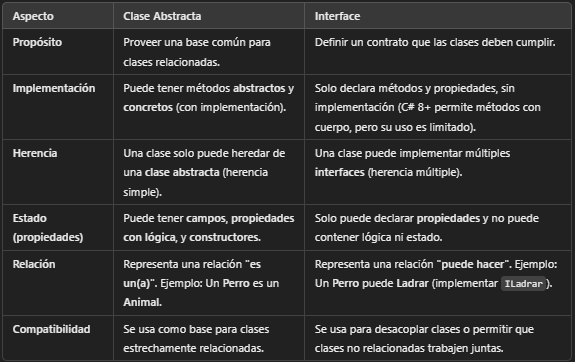 Aspecto Clase Abstracta Interface
Propósito Proveer una base común para Definir un contrato que las clases deben cumplir.
clases relacionadas.
Implementación Puede tener métodos abstractos y Solo declara métodos y propiedades, sin
concretos (con implementación). implementación (C# 8+ permite métodos con
cuerpo, pero su uso es limitado).
Herencia Una clase solo puede heredar de Una clase puede implementar múltiples
una clase abstracta (herencia interfaces (herencia múltiple).
simple).
Estado Puede tener campos, propiedades Solo puede declarar propiedades y no puede
(propiedades) con lógica, y constructores. contener lógica ni estado.
Relación Representa una relación "es Representa una relación "puede hacer". Ejemplo:
un(a)". Ejemplo: Un Perro es un Un Perro puede Ladrar (implementar ILadrar ).
Animal.
Compatibilidad Se usa como base para clases Se usa para desacoplar clases o permitir que
estrechamente relacionadas. clases no relacionadas trabajen juntas.